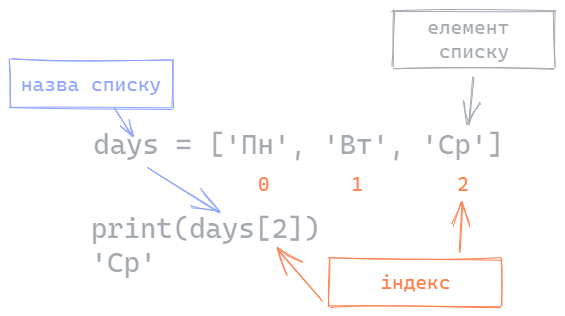 елемент
списку
назва списку
days = ['Пн', 'Вт', 'Ср']
0 1 2
print(days[2])
'Ср'
індекс